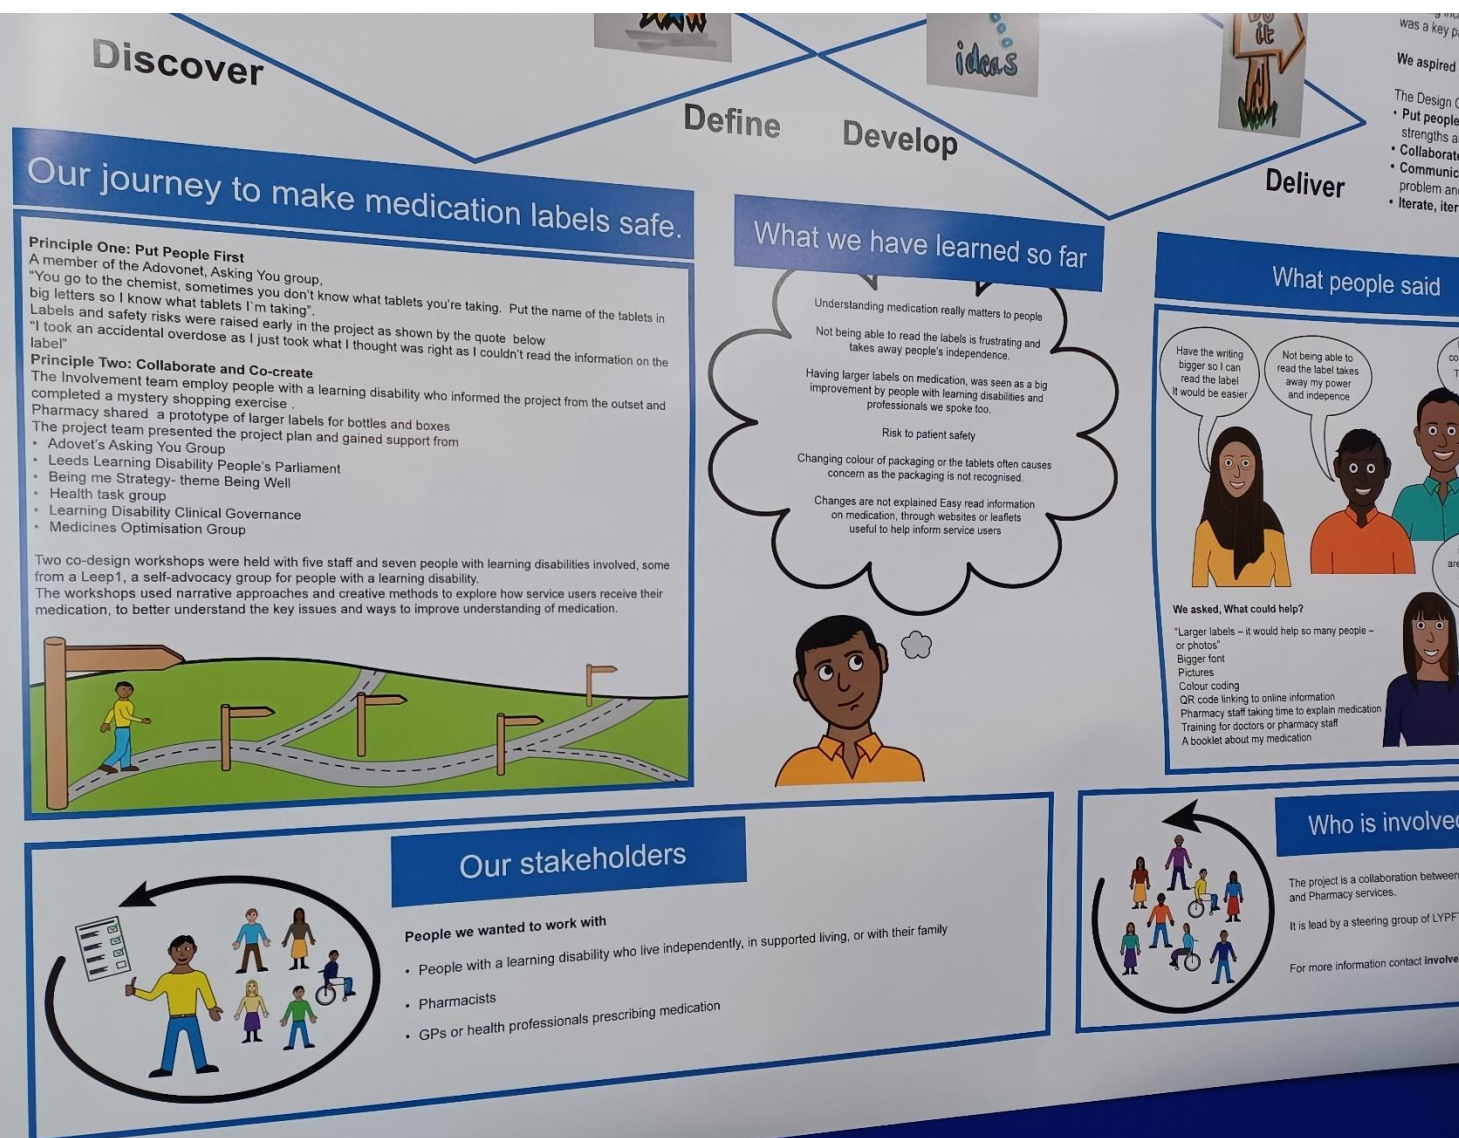 Discover
ideas
DO
it
Define
Develop
Deliver
was a key
We aspired
The Design
• Put people
strengths
• Collaborate
• Communic
problem and
• Iterate, iter
Our journey to make medication labels safe.
Principle One: Put People First
A member of the Adovonet, Asking You group,
“You go to the chemist, sometimes you don’t know what tablets you’re taking. Put the name of the tablets in
big letters so I know what tablets I`m taking”.
Labels and safety risks were raised early in the project as shown by the quote below
“I took an accidental overdose as I just took what I thought was right as I couldn’t read the information on the
label”
Principle Two: Collaborate and Co-create
The Involvement team employ people with a learning disability who informed the project from the outset and
completed a mystery shopping exercise .
Pharmacy shared a prototype of larger labels for bottles and boxes
The project team presented the project plan and gained support from
• Adovet’s Asking You Group
• Leeds Learning Disability People’s Parliament
• Being me Strategy- theme Being Well
• Health task group
• Learning Disability Clinical Governance
• Medicines Optimisation Group
Two co-design workshops were held with five staff and seven people with learning disabilities involved, some
from a Leep1, a self-advocacy group for people with a learning disability.
The workshops used narrative approaches and creative methods to explore how service users receive their
medication, to better understand the key issues and ways to improve understanding of medication.
What we have learned so far
Understanding medication really matters to people
Not being able to read the labels is frustrating and
takes away people’s independence.
Having larger labels on medication, was seen as a big
improvement by people with learning disabilities and
professionals we spoke too.
Risk to patient safety
Changing colour of packaging or the tablets often causes
concern as the packaging is not recognised.
Changes are not explained Easy read information
on medication, through websites or leaflets
useful to help inform service users
What people said
Have the writing
bigger so I can
read the label
It would be easier
Not being able to
read the label takes
away my power
and indepence
co
T
are
We asked, What could help?
“Larger labels – it would help so many people –
or photos”
Bigger font
Pictures
Colour coding
QR code linking to online information
Pharmacy staff taking time to explain medication
Training for doctors or pharmacy staff
A booklet about my medication
Our stakeholders
People we wanted to work with
• People with a learning disability who live independently, in supported living, or with their family
• Pharmacists
• GPs or health professionals prescribing medication
Who is involved
The project is a collaboration between
and Pharmacy services.
It is lead by a steering group of LYPF
For more information contact involve